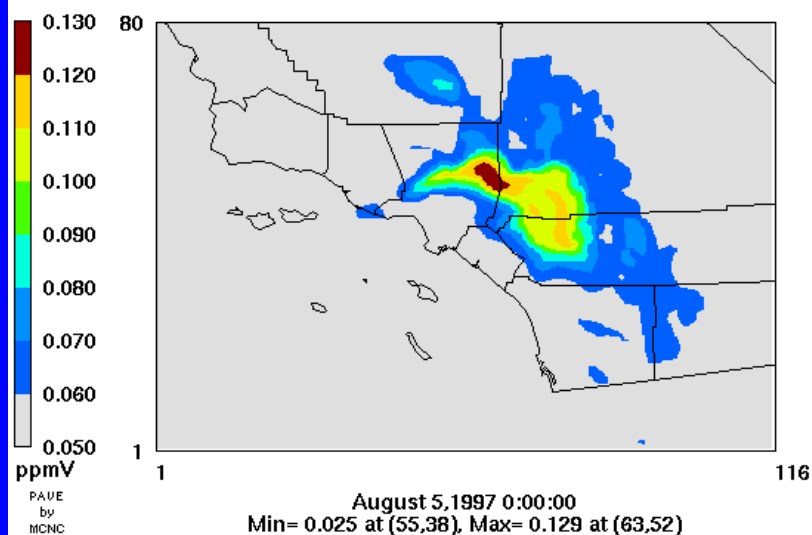 0.130
0.120
0.110
0.100
0.090
0.080
0.070
0.060
0.050
ppmV
PAVE
by
MCNC
80
1
1
116
August 5,1997 0:00:00
Min= 0.025 at (55,38), Max= 0.129 at (63,52)